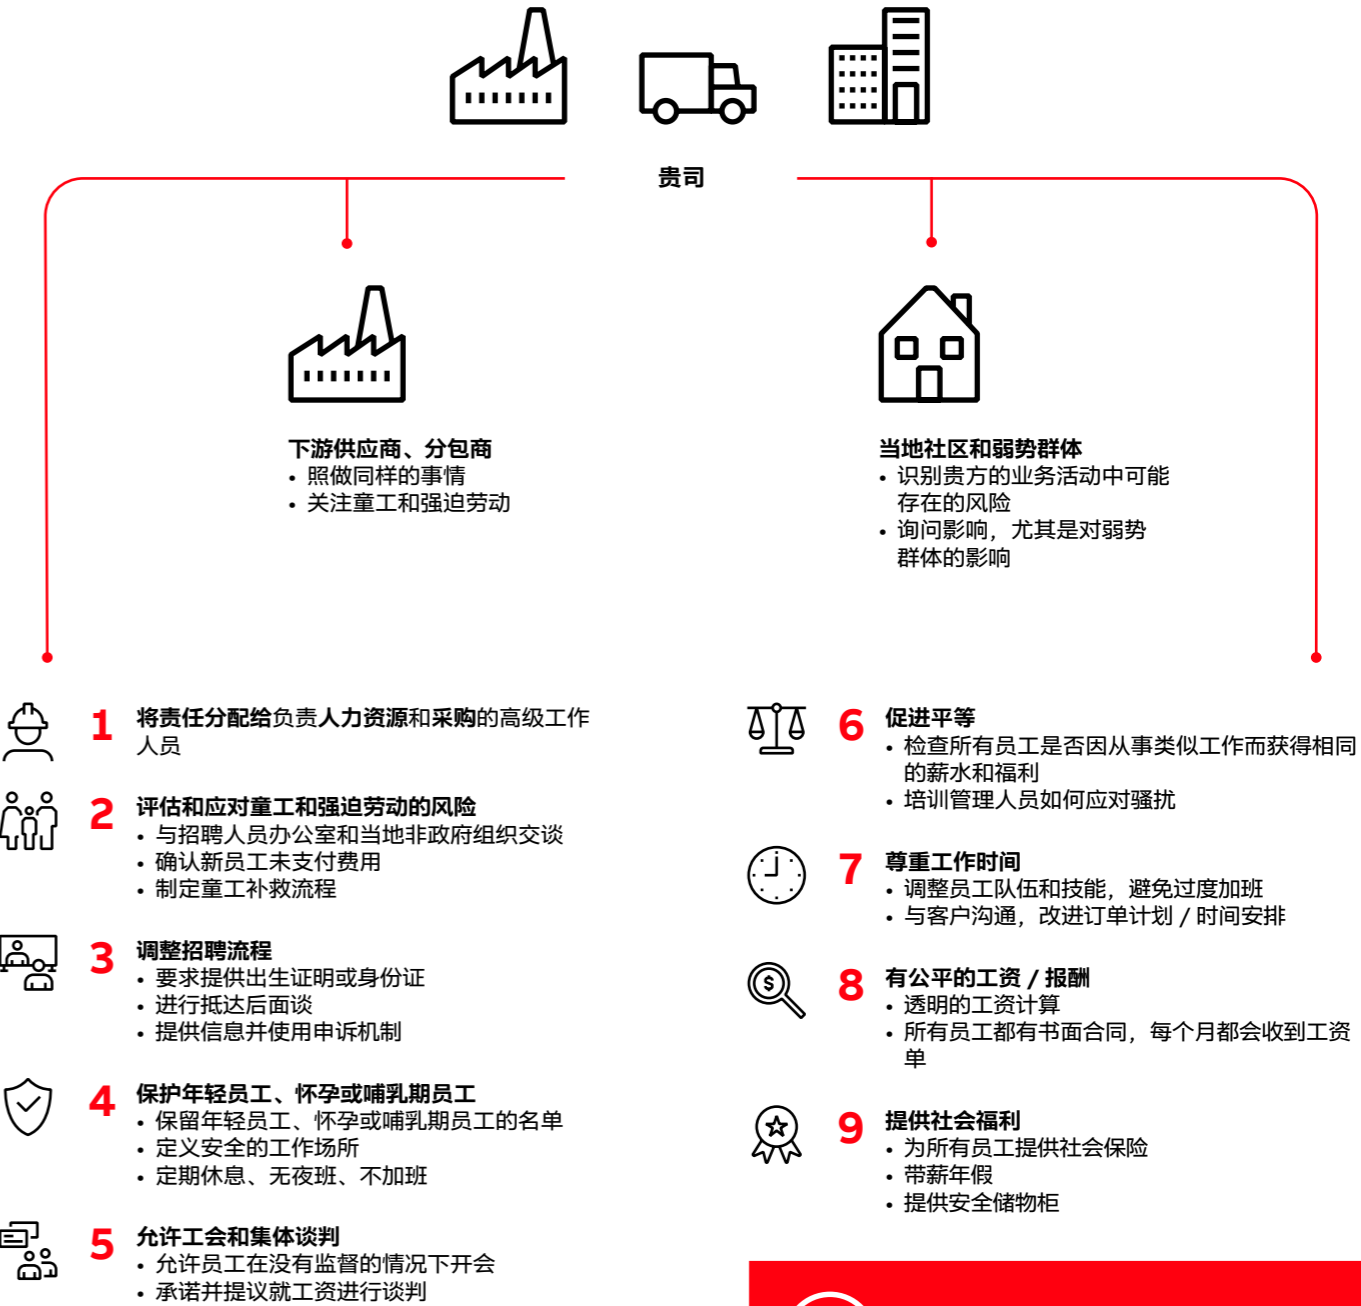 贵司
下游供应商、分包商
• 照做同样的事情
• 关注童工和强迫劳动
当地社区和弱势群体
• 识别贵方的业务活动中可能
存在的风险
• 询问影响，尤其是对弱势
群体的影响
1 将责任分配给负责人力资源和采购的高级工作
人员
2 评估和应对童工和强迫劳动的风险
• 与招聘人员办公室和当地非政府组织交谈
• 确认新员工未支付费用
• 制定童工补救流程
3 调整招聘流程
• 要求提供出生证明或身份证
• 进行抵达后面谈
• 提供信息并使用申诉机制
4 保护年轻员工、怀孕或哺乳期员工
• 保留年轻员工、怀孕或哺乳期员工的名单
• 定义安全的工作场所
• 定期休息、无夜班、不加班
5 允许工会和集体谈判
• 允许员工在没有监督的情况下开会
• 承诺并提议就工资进行谈判
6 促进平等
• 检查所有员工是否因从事类似工作而获得相同
的薪水和福利
• 培训管理人员如何应对骚扰
7 尊重工作时间
• 调整员工队伍和技能，避免过度加班
• 与客户沟通，改进订单计划 / 时间安排
8 有公平的工资 / 报酬
• 透明的工资计算
• 所有员工都有书面合同，每个月都会收到工资
单
9 提供社会福利
• 为所有员工提供社会保险
• 带薪年假
• 提供安全储物柜
$